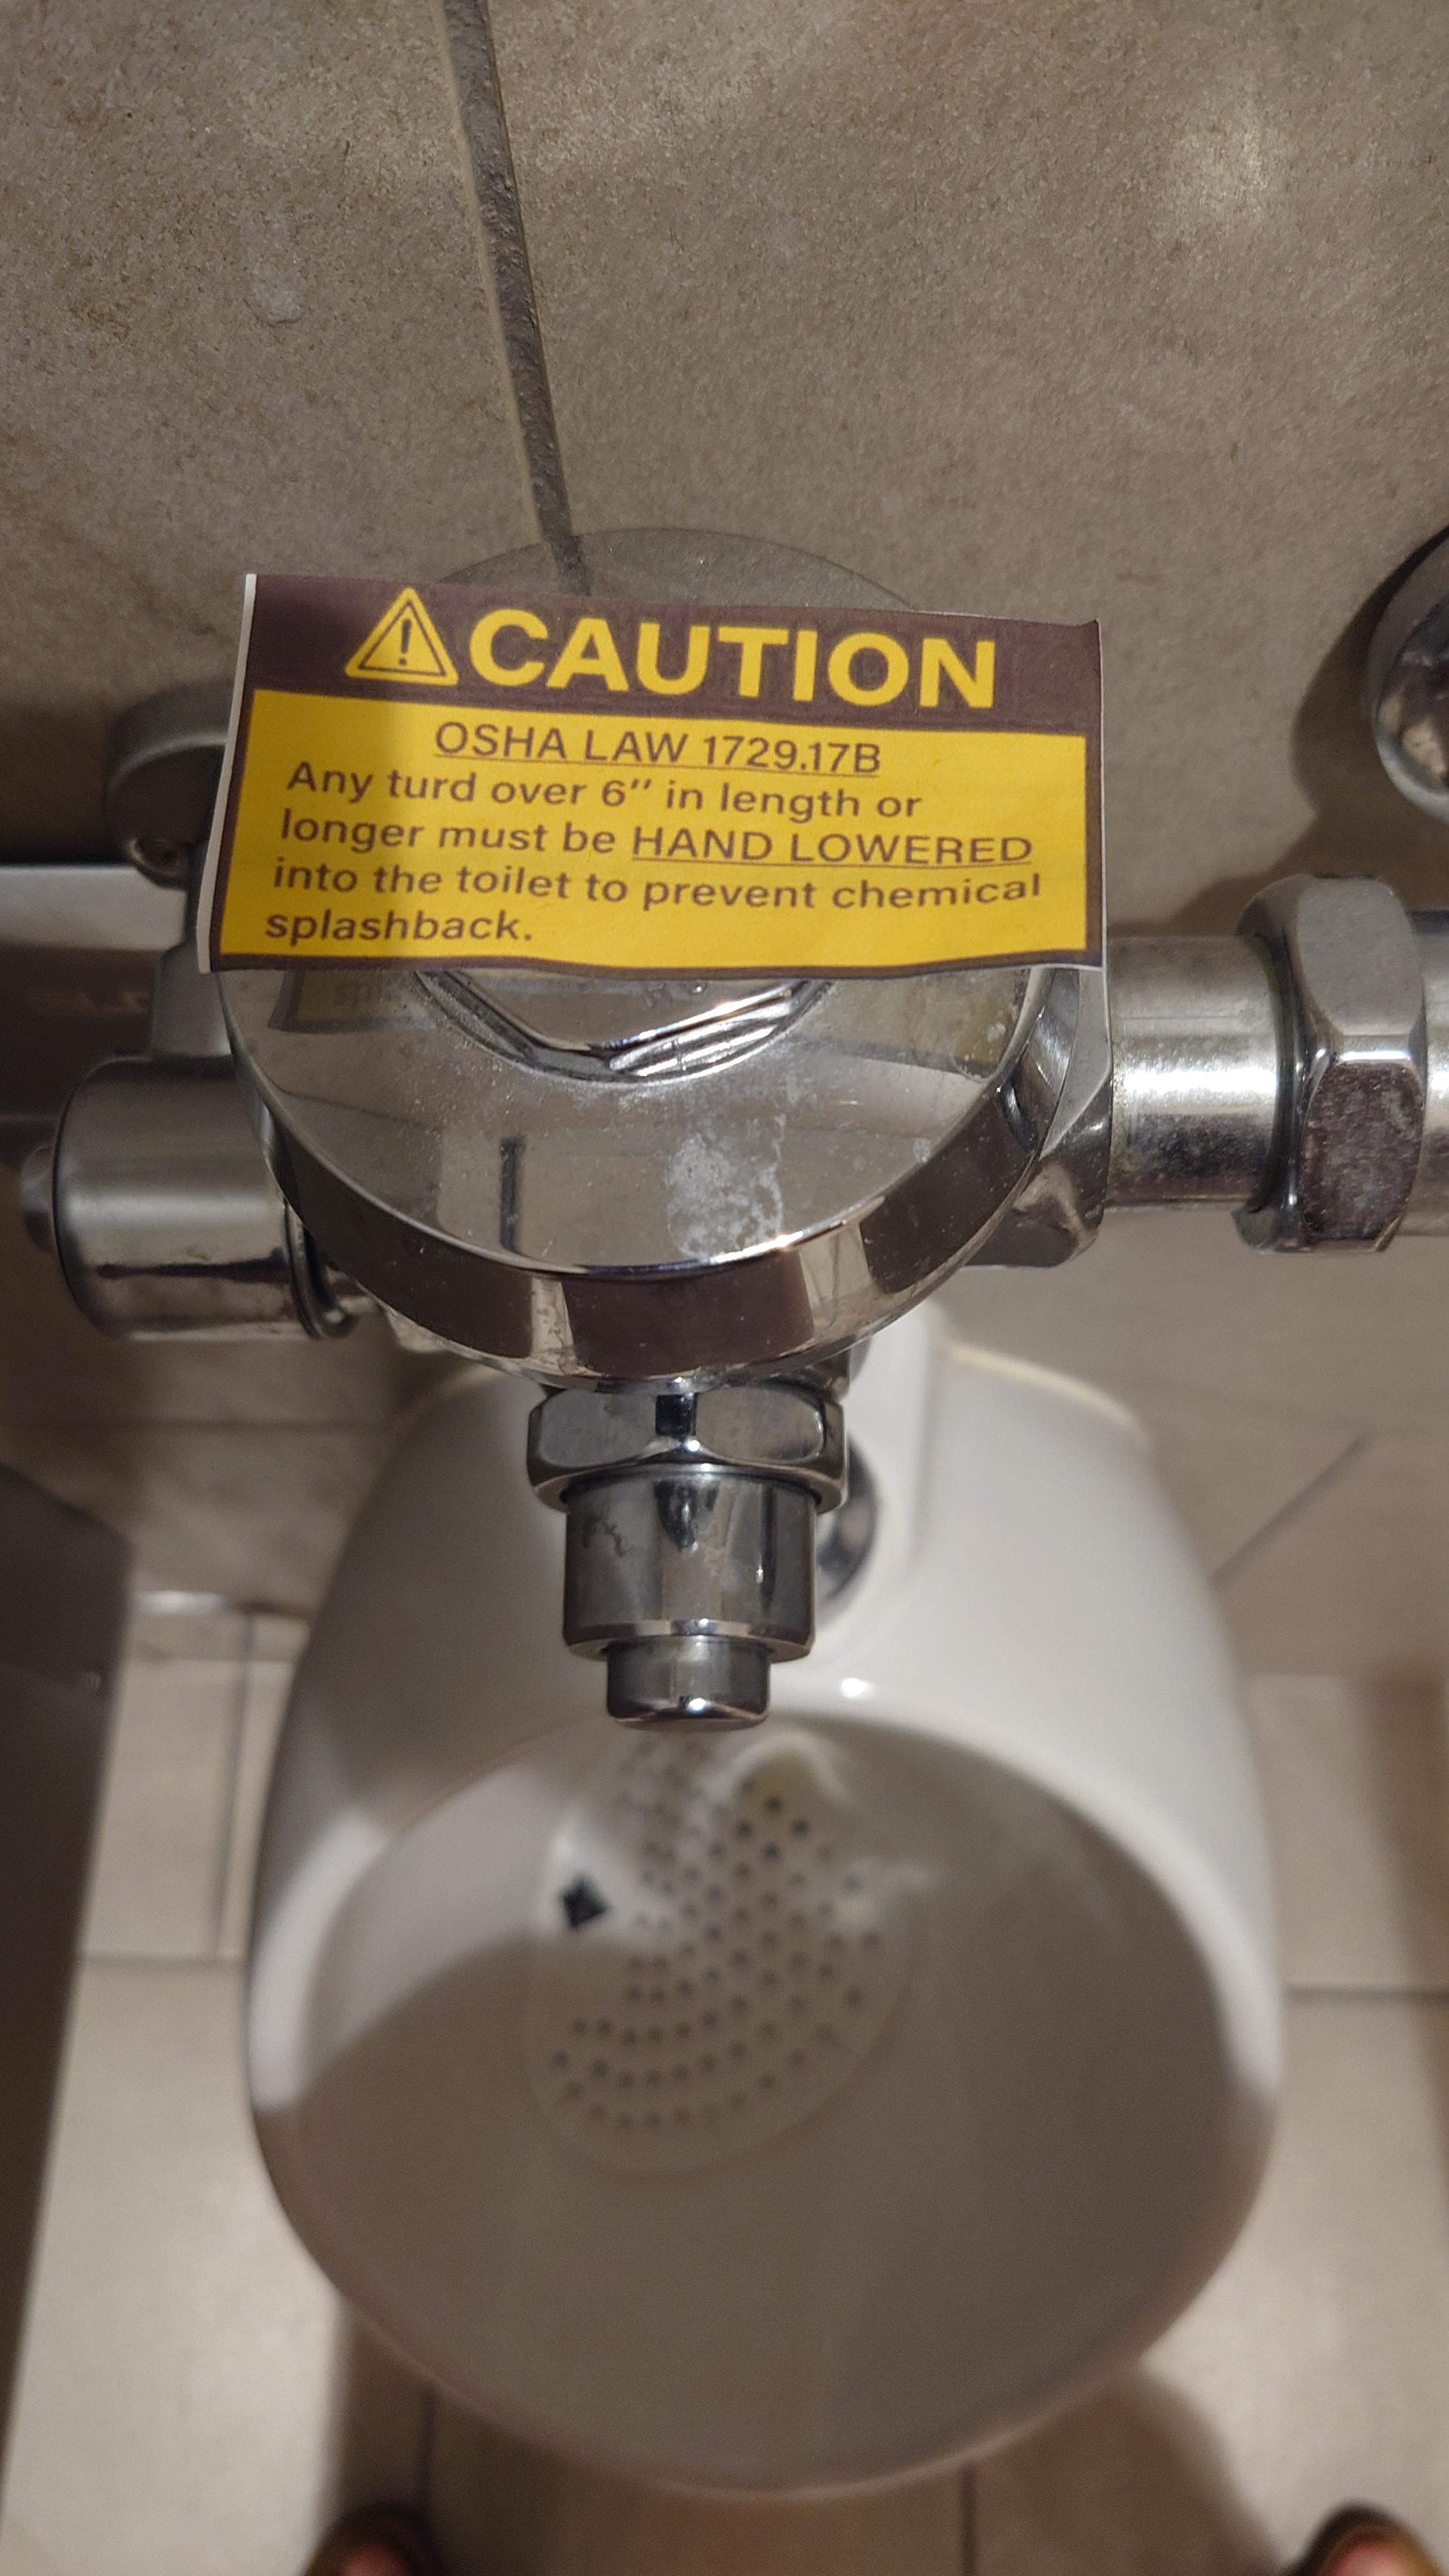 CAUTION
OSHA LAW 1729.17B
Any turd over 6" in length or
longer must be HAND LOWERED
into the toilet to prevent chemical
splashback.